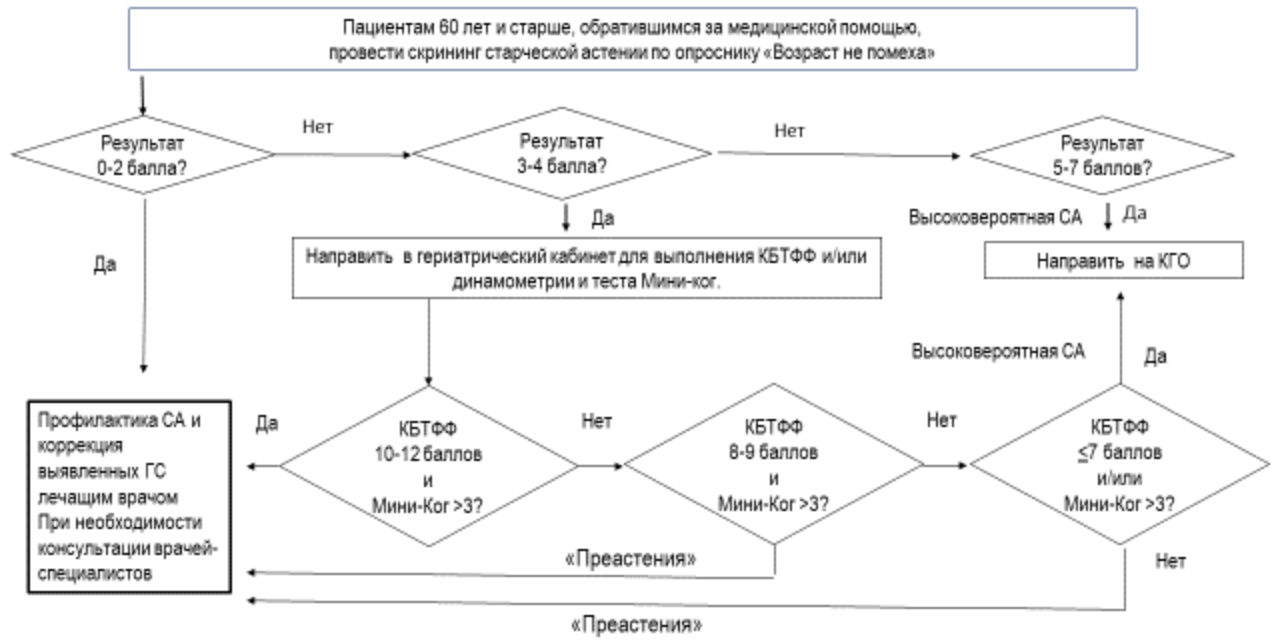 Пациентам 60 лет и старше, обратившимся за медицинской помощью,
провести скрининг старческой астении по опроснику «Возраст не помеха»
Результат
0-2 балла?
Нет
Результат
3-4 балла?
Нет
Результат
5-7 баллов?
Да
Да
Высоковероятная СА
Да
Направить в гериатрический кабинет для выполнения КБТФФ и/или
динамометрии и теста Мини-ког.
Направить на КГО
Высоковероятная СА
Да
Профилактика СА и
коррекция
выявленных ГС
лечащим врачом
При необходимости
консультации врачей-
специалистов
Да
КБТФФ
10-12 баллов
и
Мини-Ког >3?
Нет
КБТФФ
8-9 баллов
и
Мини-Ког >3?
Нет
КБТФФ
≤7 баллов
и/или
Мини-Ког >3?
«Преастения»
Нет
«Преастения»